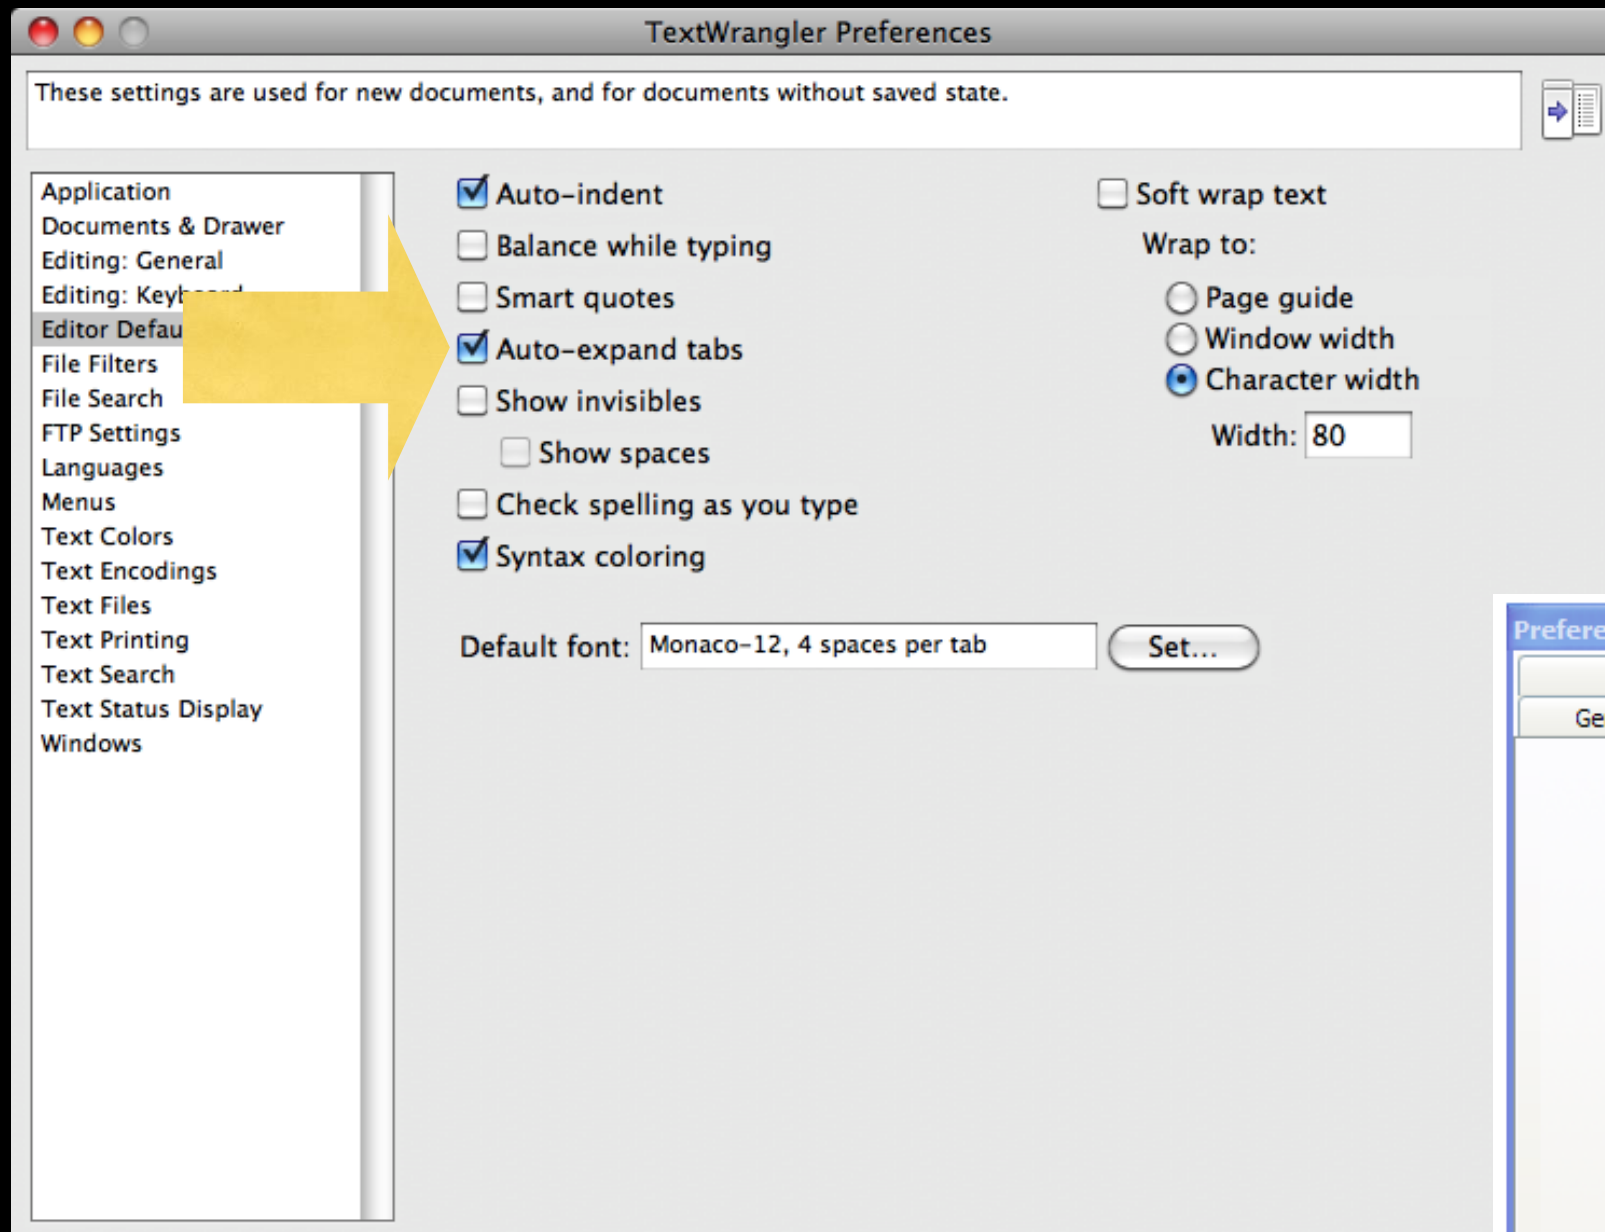 TextWrangler Preferences
These settings are used for new documents, and for documents without saved state.
Application
Documents & Drawer
Editing: General
Editing:
Editor
File Filters
File Search
FTP Settings
Languages
Menus
Text Colors
Text Encodings
Text Files
Text Printing
Text Search
Text Status Display
Windows
Auto-indent
Balance while typing
Smart quotes
Auto-expand tabs
Show invisibles
Show spaces
Check spelling as you type
Syntax coloring
Default font: Monaco-12, 4 spaces per tab Set...
Soft wrap text
Wrap to:
Page guide
Window width
Character width
Width: 80